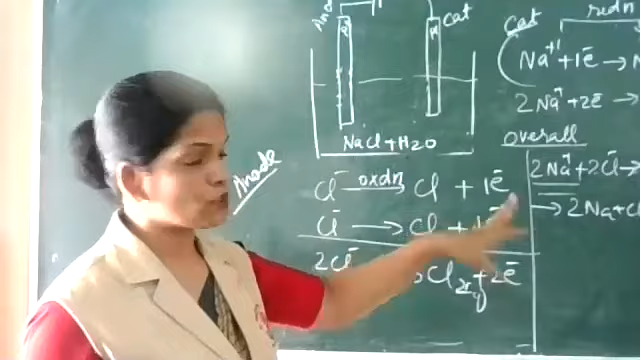 Cat
Cat redn
Na⁺¹ + 1e⁻ →
2Na⁺ + 2e⁻ →
NaCl + H₂O
Overall
Anode
Cl⁻ oxdn → Cl + 1e⁻
2Na⁺ + 2Cl⁻ →
Cl⁻ → Cl +
→ 2Na + Cl
2Cl⁻
Cl₂ + 2e⁻